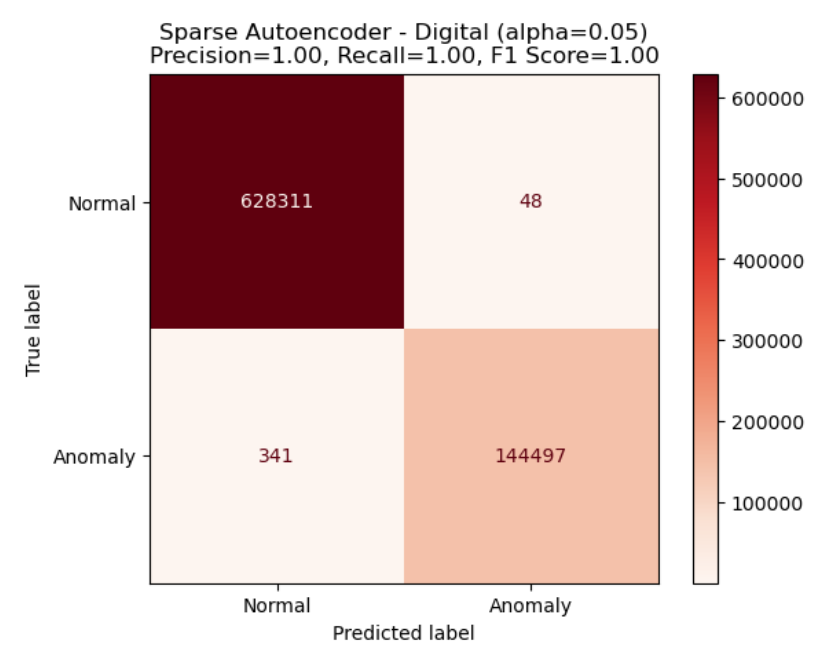 Sparse Autoencoder - Digital (alpha=0.05)
Precision=1.00, Recall=1.00, F1 Score=1.00
True label
Normal
628311
48
Anomaly
341
144497
Normal
Anomaly
Predicted label
600000
500000
400000
300000
200000
100000